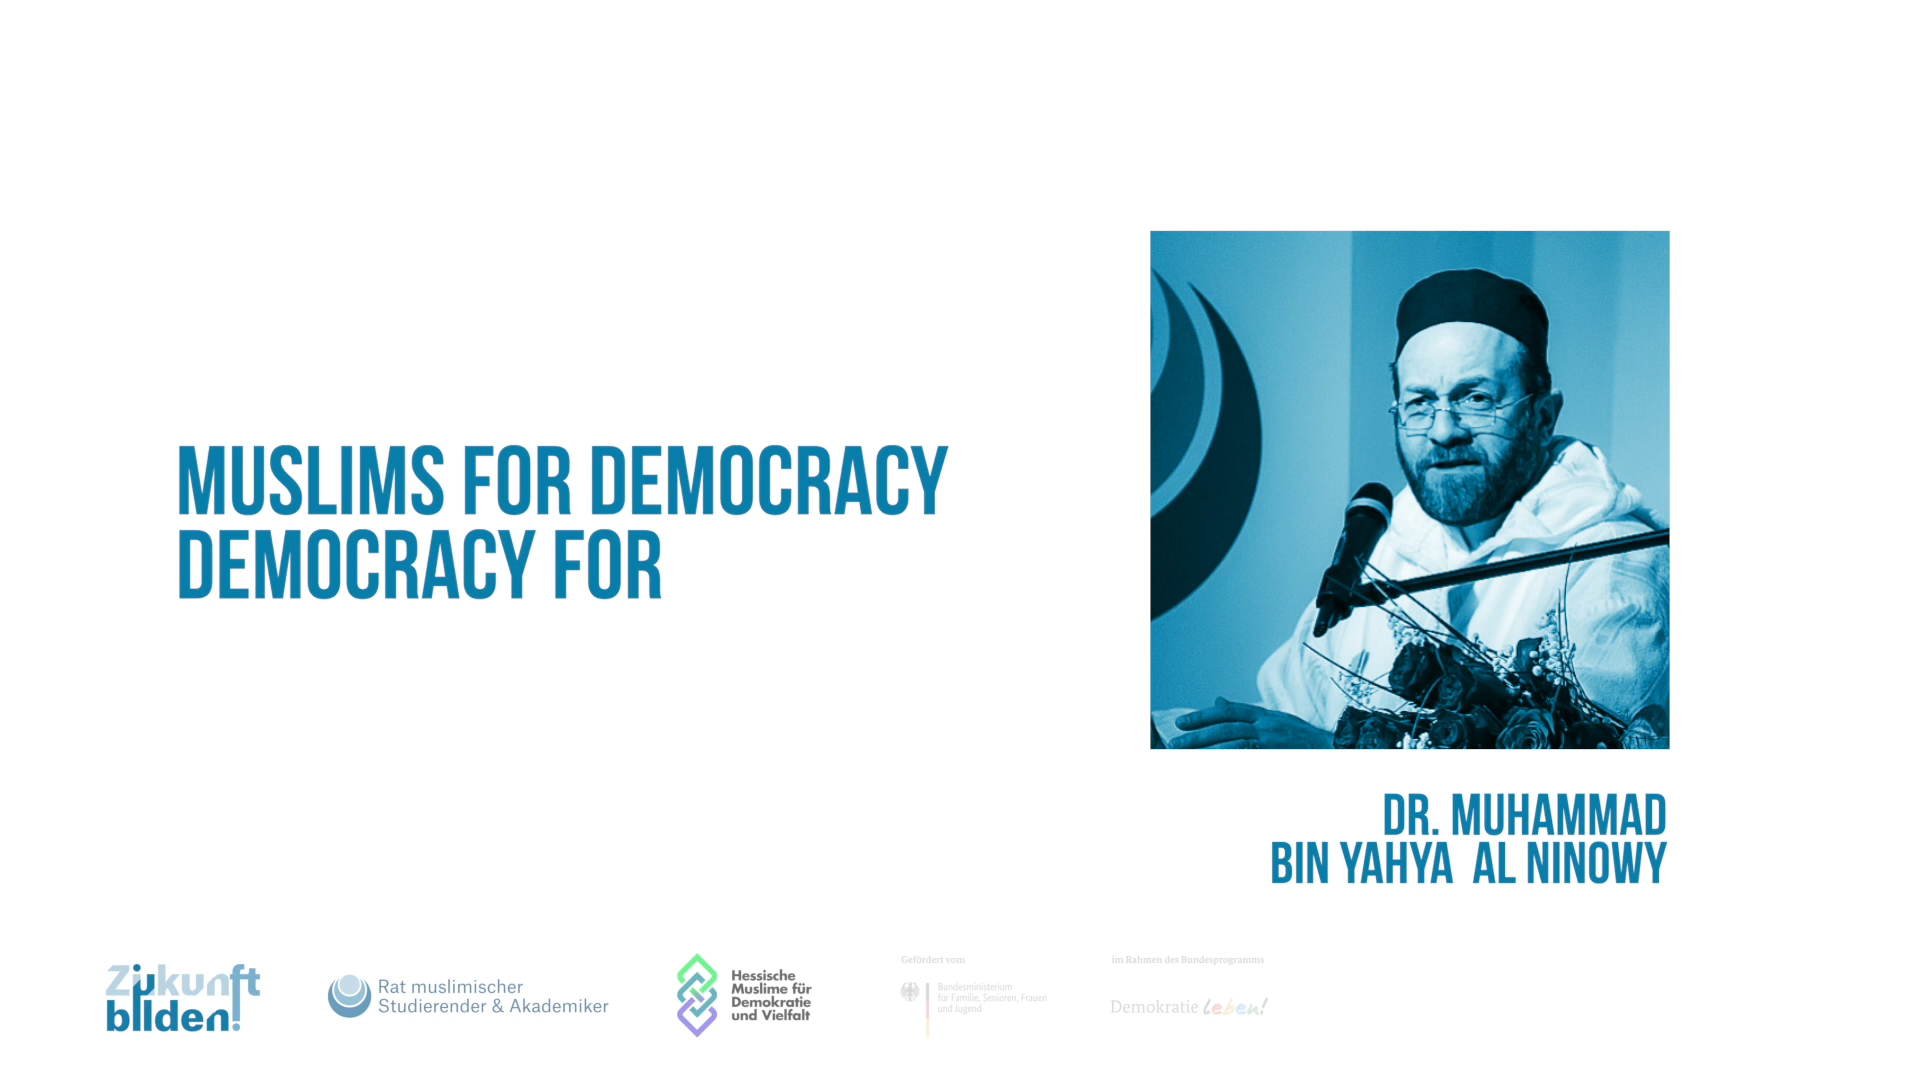 MUSLIMS FOR DEMOCRACY
DEMOCRACY FOR
DR. MUHAMMAD
BIN YAHYA AL NINOWY
Zukunft
bilden!
Rat muslimischer
Studierender & Akademiker
Hessische
Muslime für
Demokratie
und Vielfalt
Gefördert vom
Bundesministerium
für Familie, Senioren, Frauen
und Jugend
im Rahmen des Bundesprogramms
Demokratie leben!